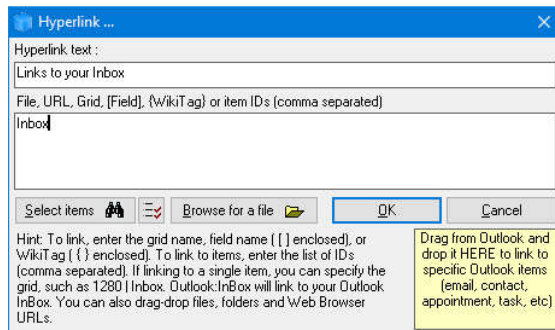 Hyperlink ...
Hyperlink text :
Links to your Inbox
File, URL, Grid, [Field], {WikiTag} or item IDs (comma separated)
Inbox
Select items
Browse for a file
OK
Cancel
Hint: To link, enter the grid name, field name ( [ ] enclosed), or
WikiTag ( { } enclosed). To link to items, enter the list of IDs
(comma separated). If linking to a single item, you can specify the
grid, such as 1280 | Inbox. Outlook:InBox will link to your Outlook
InBox. You can also drag-drop files, folders and Web Browser
URLs.
Drag from Outlook and
drop it HERE to link to
specific Outlook items
(email, contact,
appointment, task, etc)